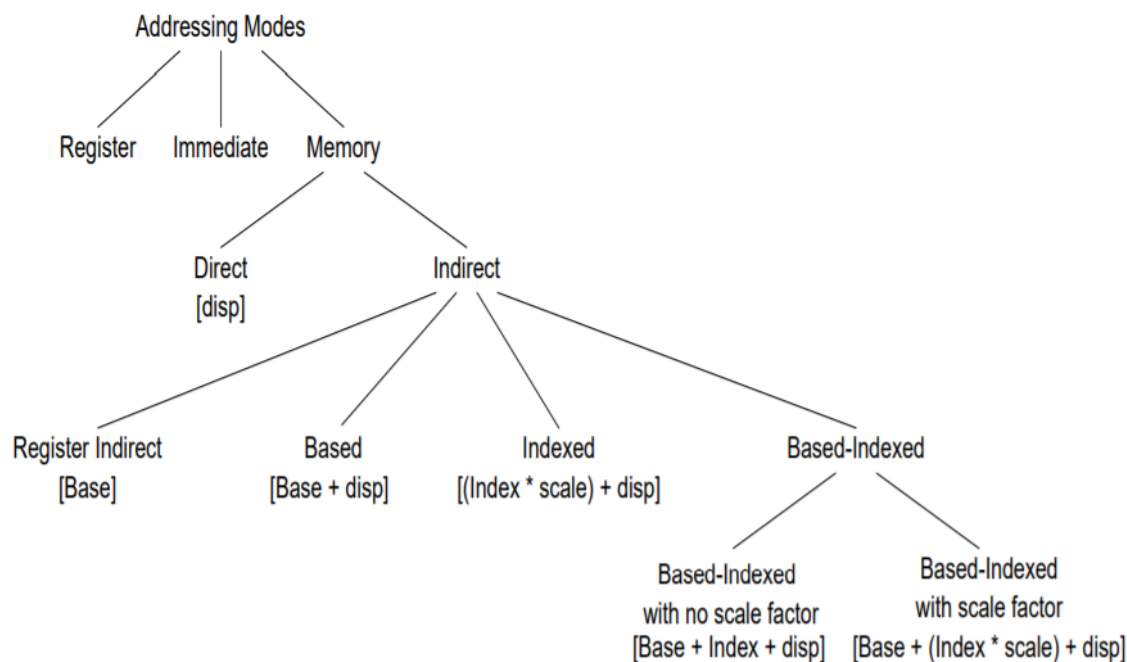 Addressing Modes
Register Immediate Memory
Direct Indirect
[disp]
Register Indirect Based Indexed Based-Indexed
[Base] [Base + disp] [(Index * scale) + disp]
Based-Indexed Based-Indexed
with no scale factor with scale factor
[Base + Index + disp] [Base + (Index * scale) + disp]